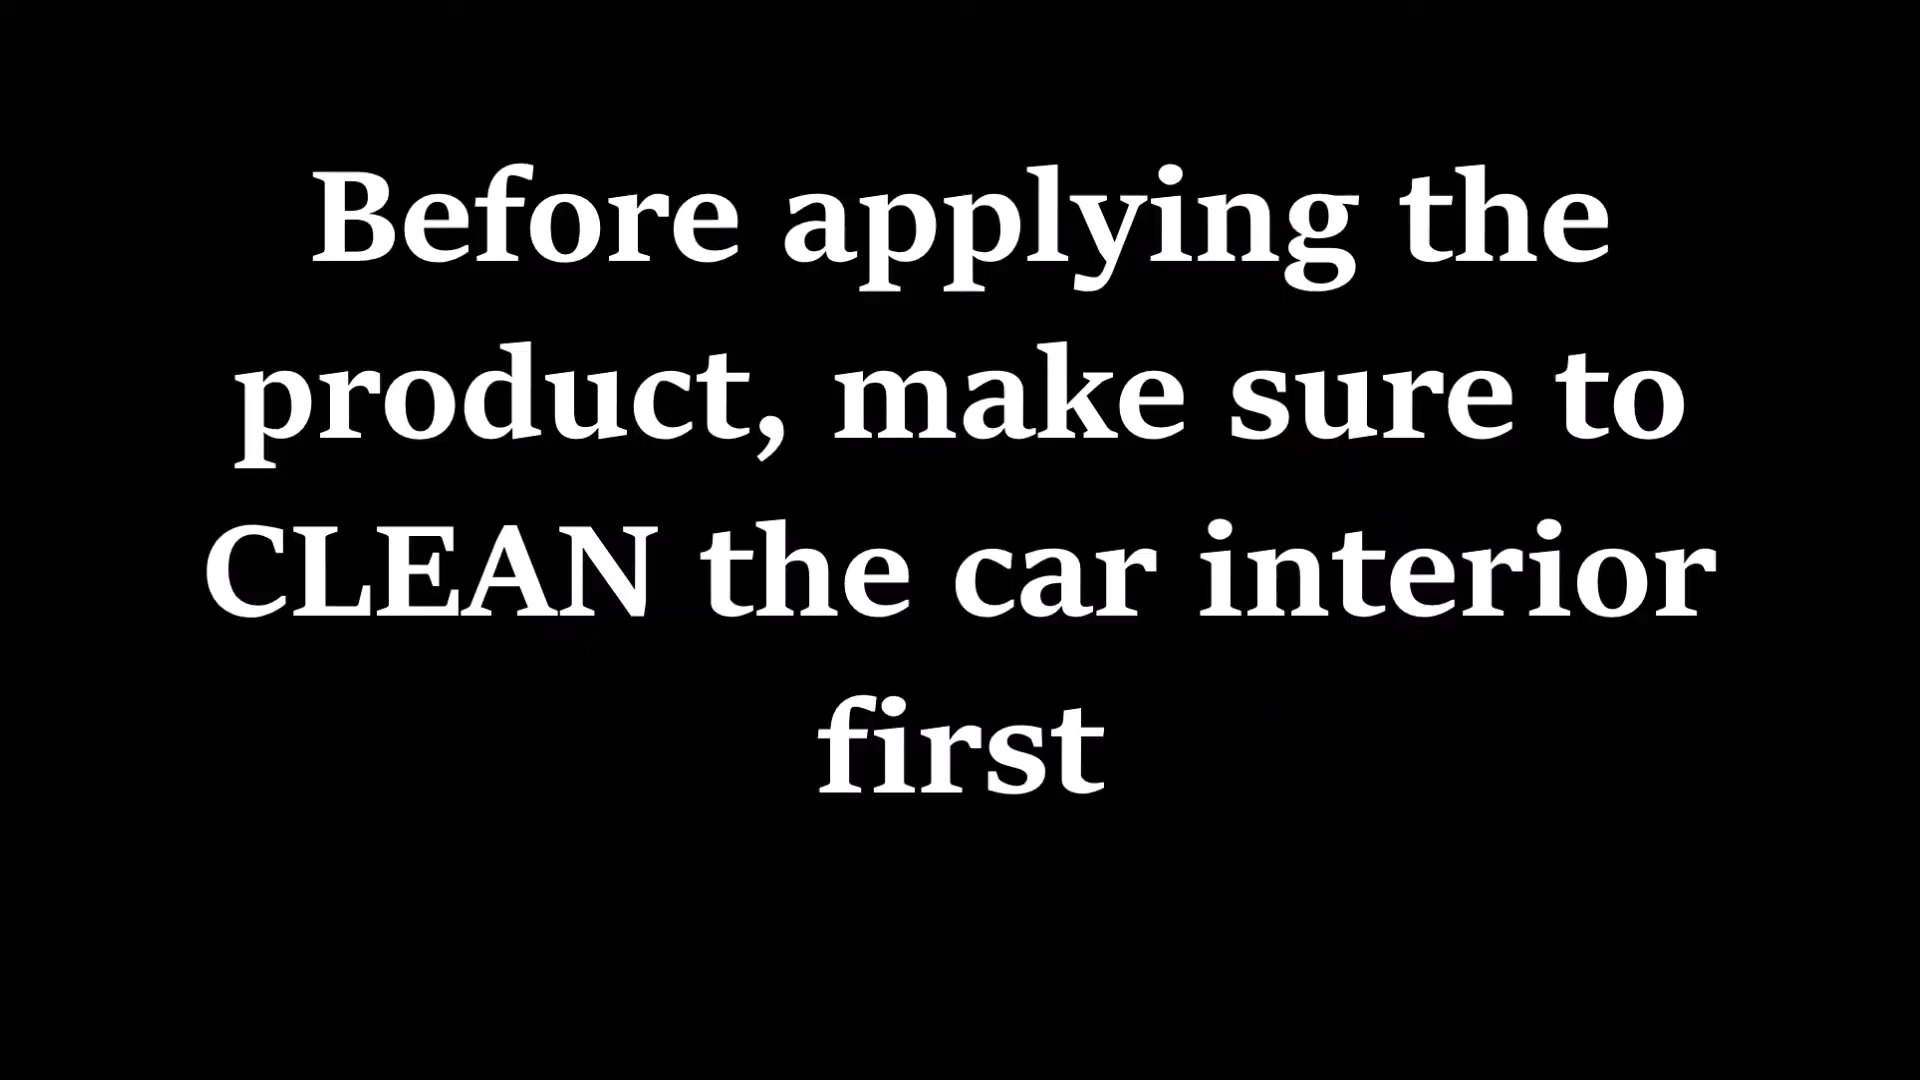 Before applying the
product, make sure to
CLEAN the car interior
first